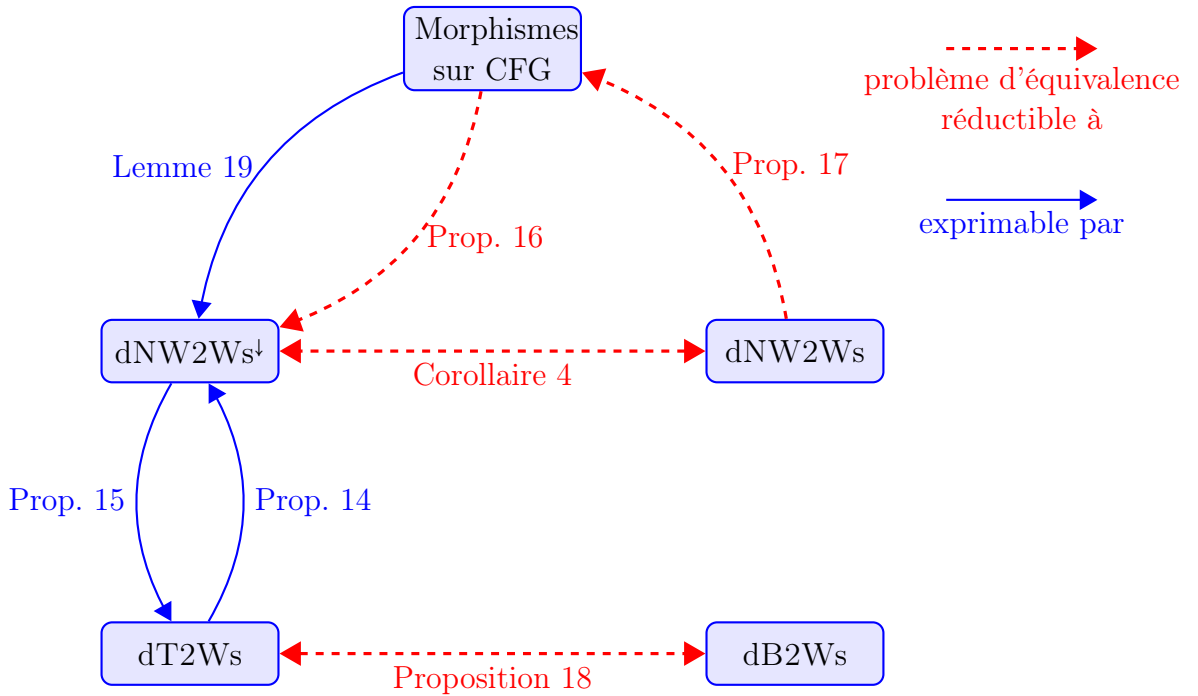 Morphismes
sur CFG
problème d'équivalence
réductible à
Lemme 19
Prop. 17
exprimable par
Prop. 16
dNW2Ws↓
dNW2Ws
Corollaire 4
Prop. 15
Prop. 14
dT2Ws
dB2Ws
Proposition 18